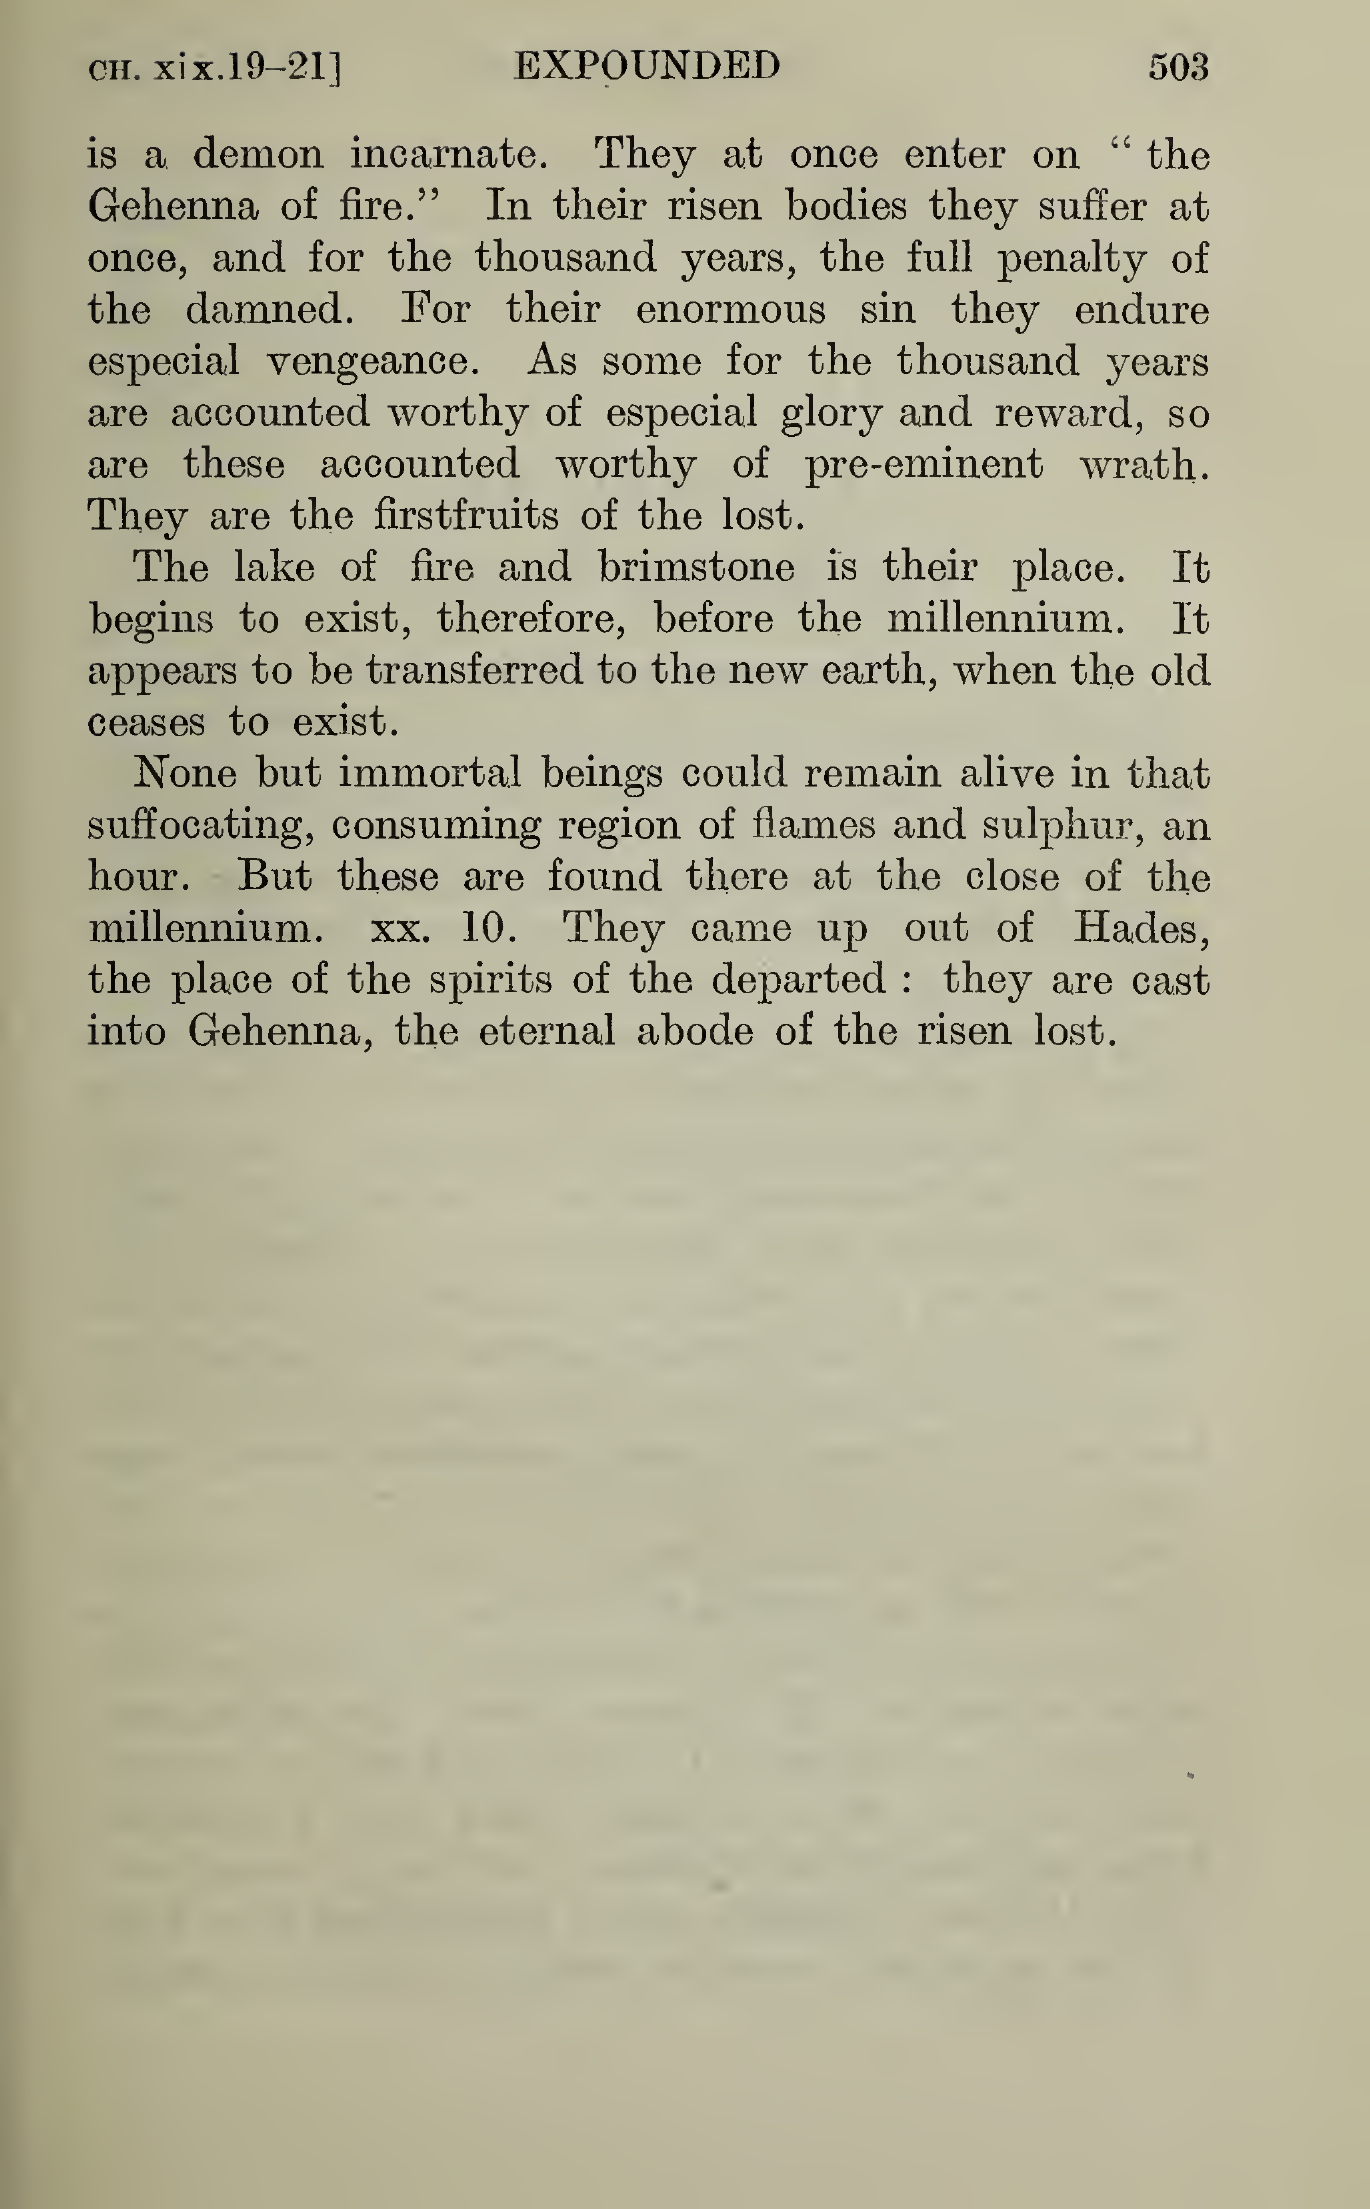 CH. xix.19–21] EXPOUNDED 503
is a demon incarnate. They at once enter on “ the
Gehenna of fire.” In their risen bodies they suffer at
once, and for the thousand years, the full penalty of
the damned. For their enormous sin they endure
especial vengeance. As some for the thousand years
are accounted worthy of especial glory and reward, so
are these accounted worthy of pre-eminent wrath.
They are the firstfruits of the lost.
The lake of fire and brimstone is their place. It
begins to exist, therefore, before the millennium. It
appears to be transferred to the new earth, when the old
ceases to exist.
None but immortal beings could remain alive in that
suffocating, consuming region of flames and sulphur, an
hour. But these are found there at the close of the
millennium. xx. 10. They came up out of Hades,
the place of the spirits of the departed : they are cast
into Gehenna, the eternal abode of the risen lost.